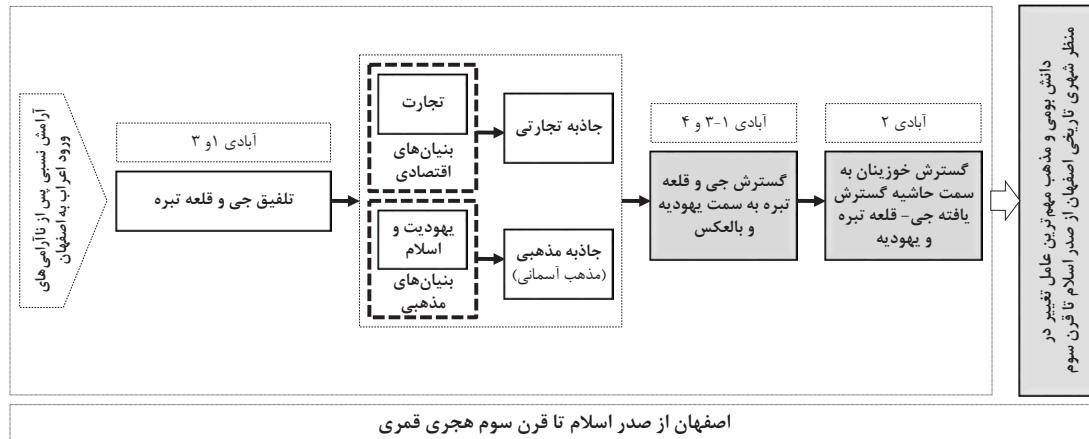 آرامش نسبی پس از ناآرامی‌های
ورود اعراب به اصفهان
آبادی ۱و ۳
تلفیق جی و قلعه تبره
تجارت
بنیان‌های
اقتصادی
جاذبه تجارتی
یهودیت و
اسلام
بنیان‌های
مذهبی
جاذبه مذهبی
(مذهب آسمانی)
آبادی ۱-۳ و ۴
گسترش جی و قلعه
تبره به سمت یهودیه
و بالعکس
آبادی ۲
گسترش خوزینان به
سمت حاشیه گسترش
یافته جی- قلعه تبره
و یهودیه
دانش بومی و مذهب مهم‌ترین عامل تغییر در
منظر شهری تاریخی اصفهان از صدر اسلام تا قرن سوم
اصفهان از صدر اسلام تا قرن سوم هجری قمری